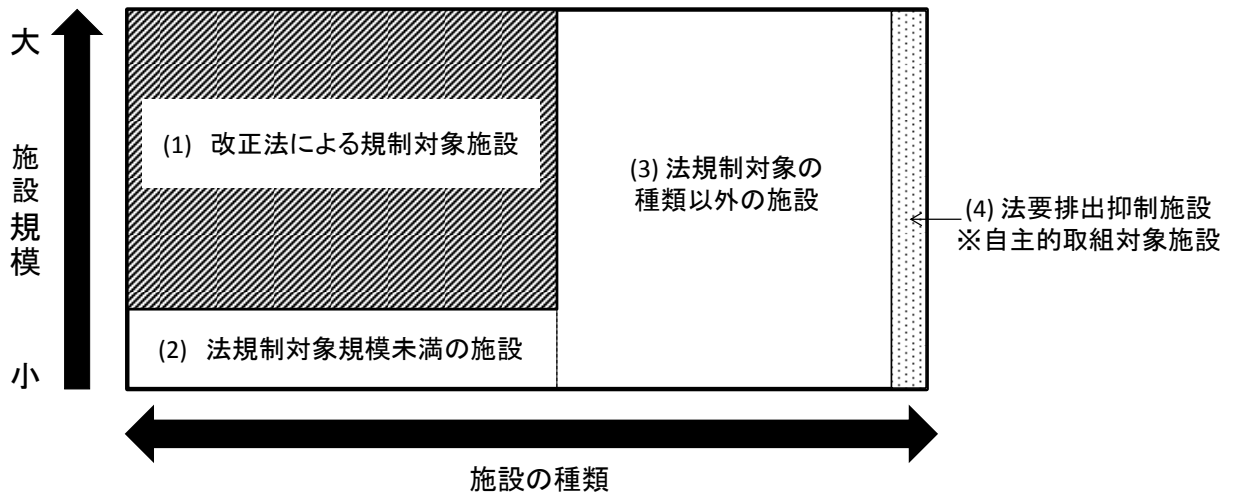 大
施設規模
小
(1) 改正法による規制対象施設
(2) 法規制対象規模未満の施設
(3) 法規制対象の
種類以外の施設
(4) 法要排出抑制施設
※自主的取組対象施設
施設の種類